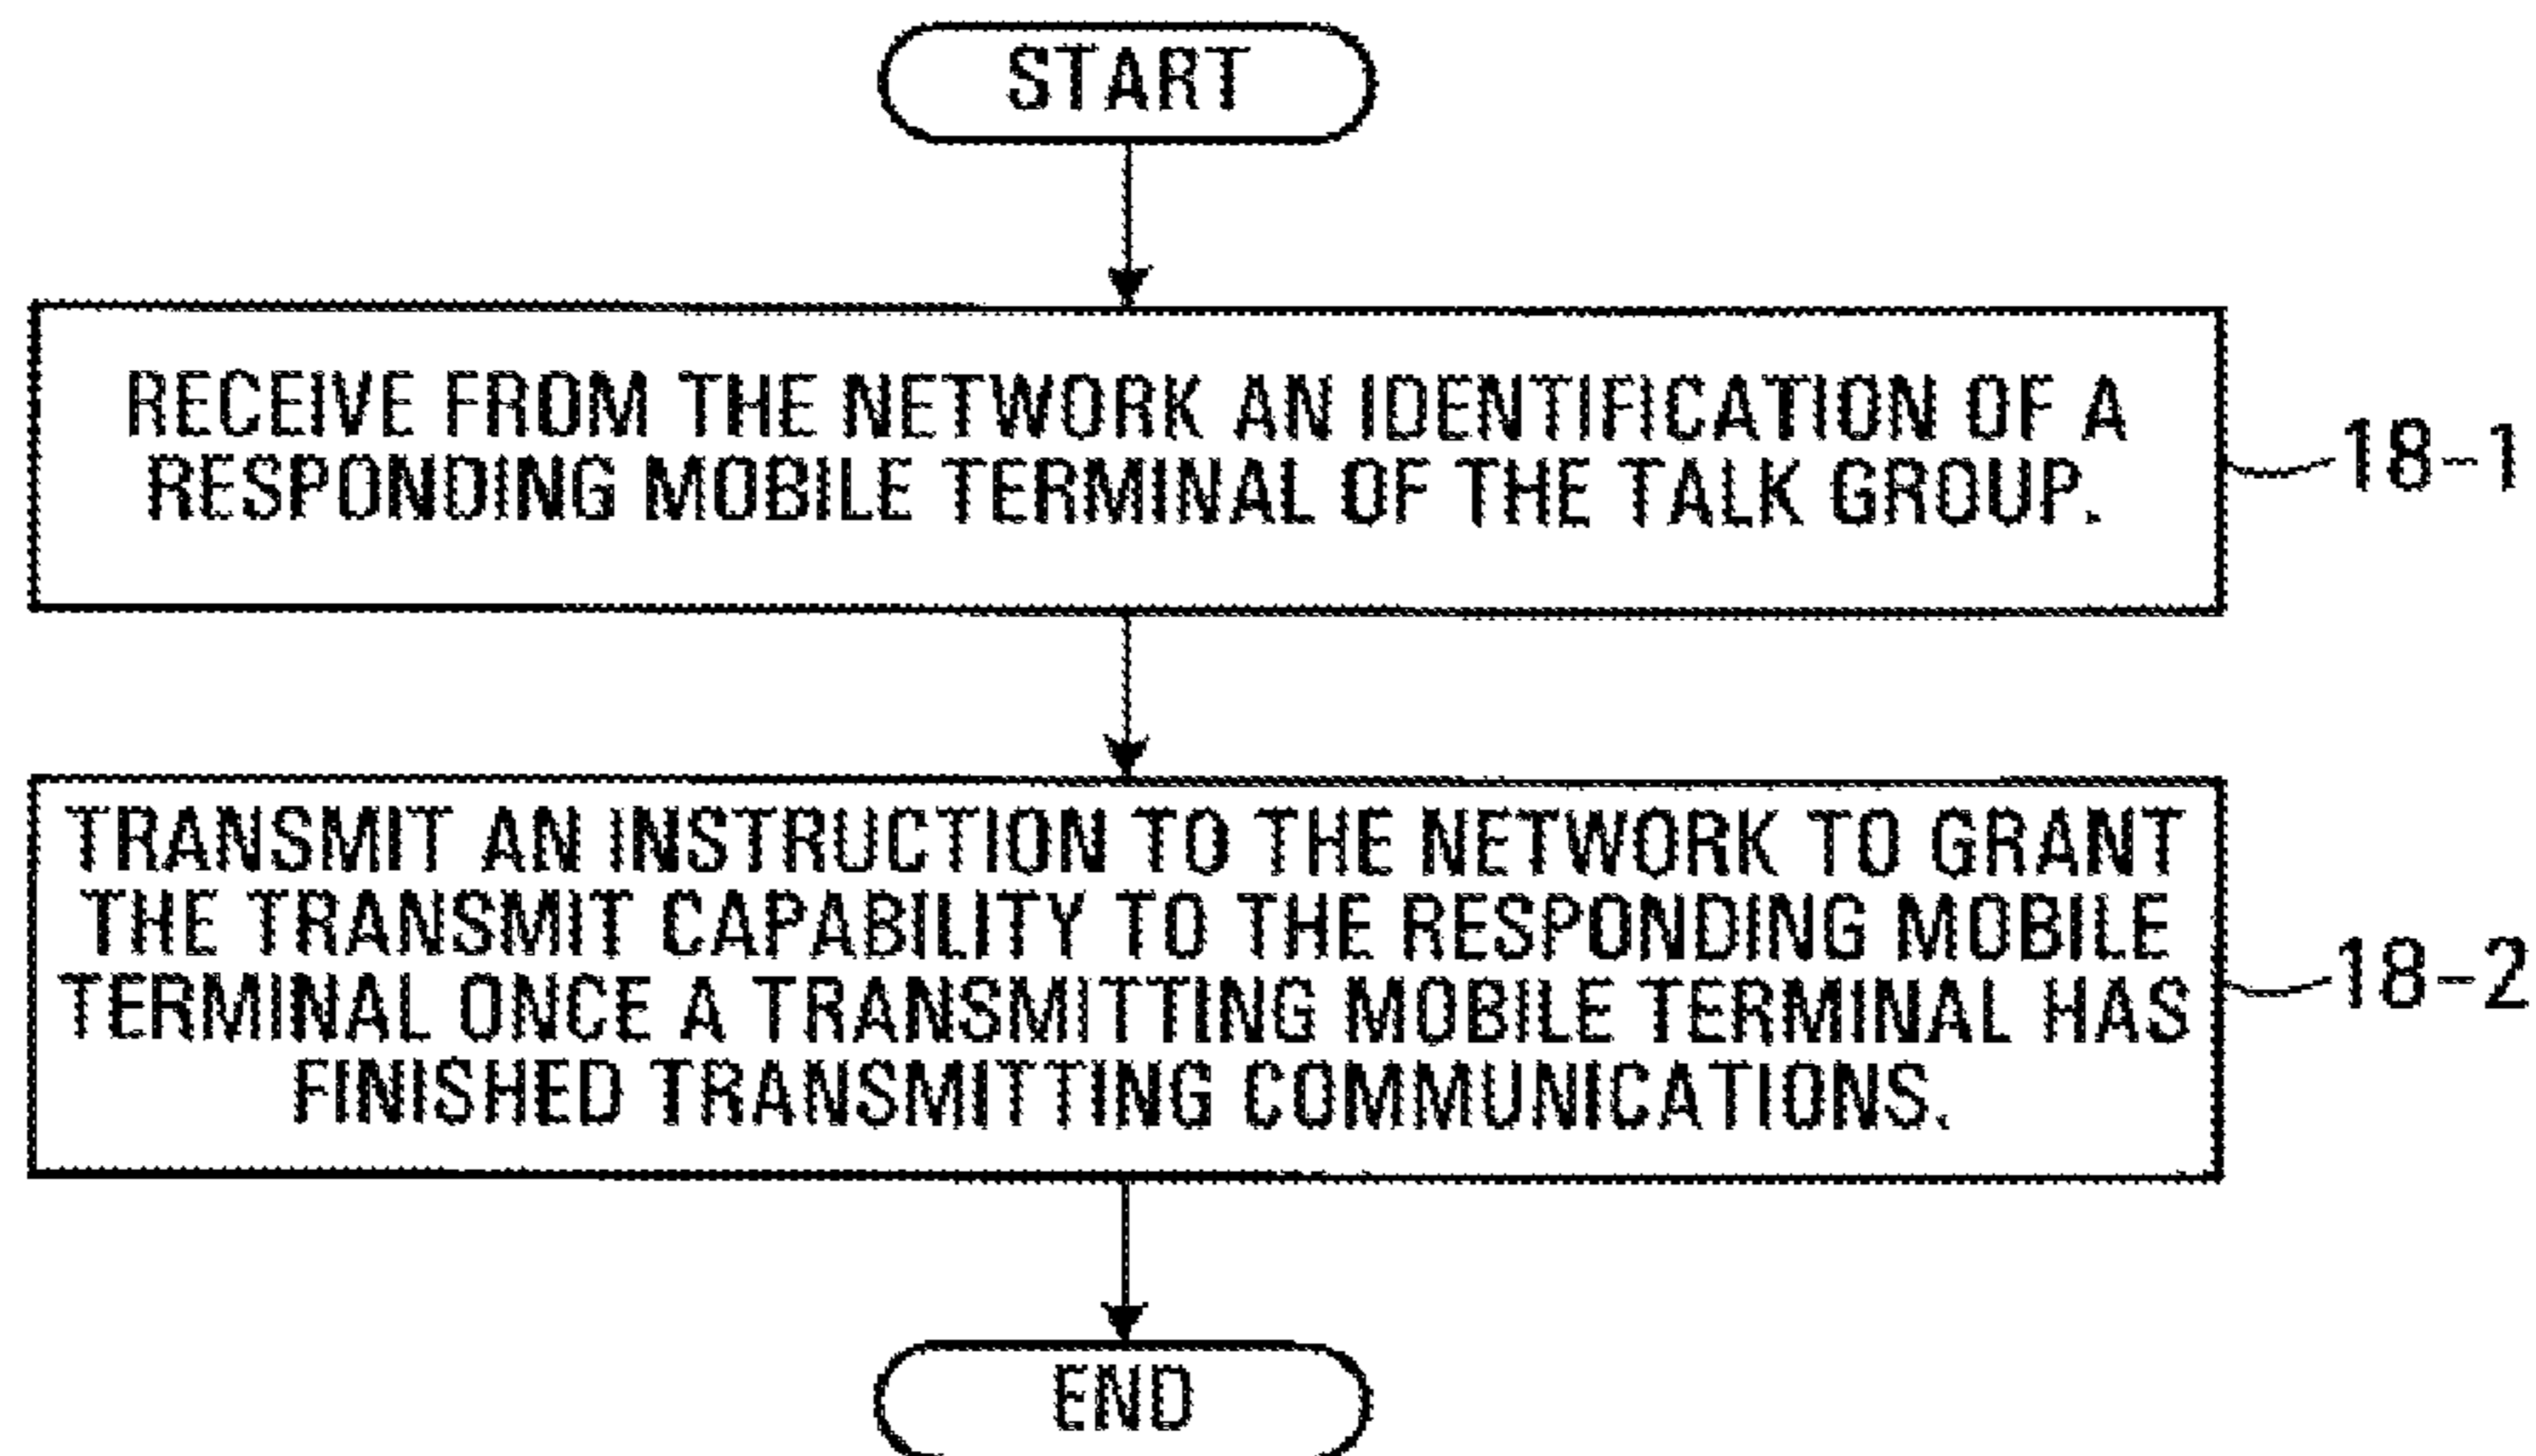 START
RECEIVE FROM THE NETWORK AN IDENTIFICATION OF A
RESPONDING MOBILE TERMINAL OF THE TALK GROUP.
18-1
TRANSMIT AN INSTRUCTION TO THE NETWORK TO GRANT
THE TRANSMIT CAPABILITY TO THE RESPONDING MOBILE
TERMINAL ONCE A TRANSMITTING MOBILE TERMINAL HAS
FINISHED TRANSMITTING COMMUNICATIONS.
18-2
END